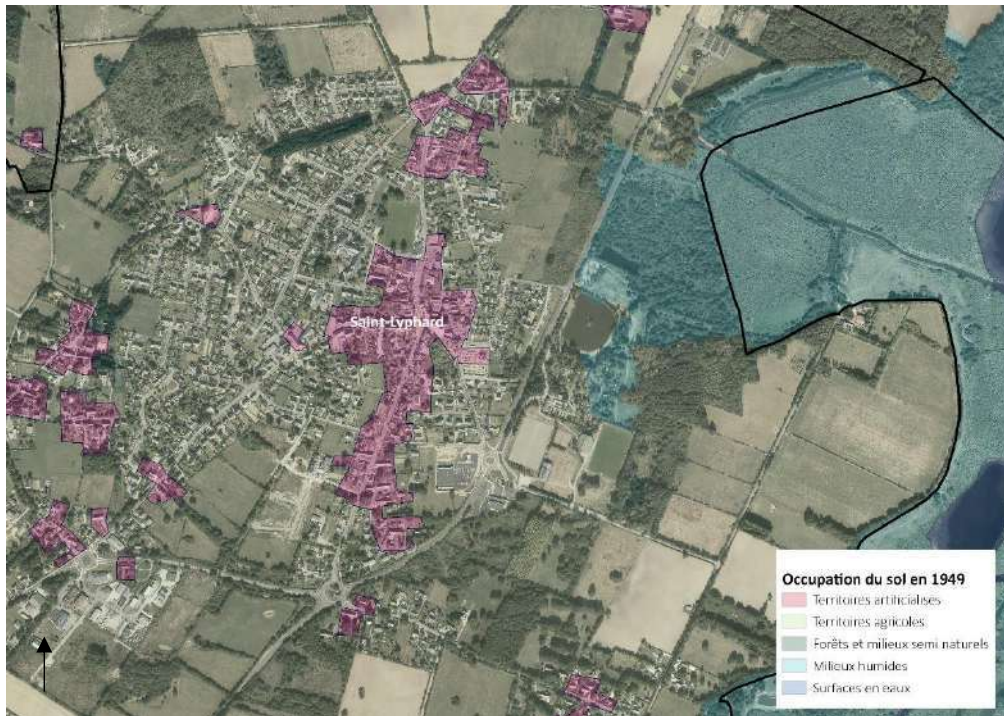 Saint-Lyphard
Occupation du sol en 1949
Territoires artificialisés
Territoires agricoles
Forêts et milieux semi naturels
Milieux humides
Surfaces en eaux